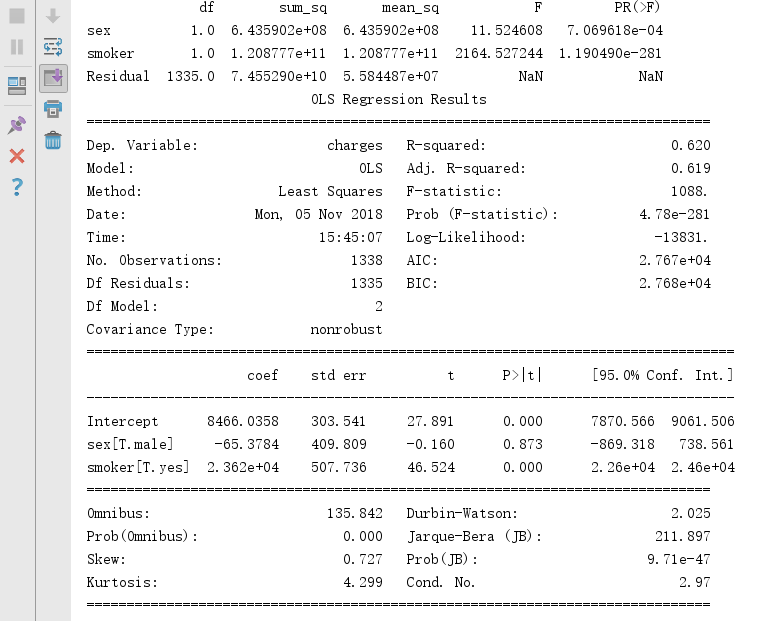 df sum_sq mean_sq F PR(>F)
sex 1.0 6.435902e+08 6.435902e+08 11.524608 7.069618e-04
smoker 1.0 1.208777e+11 1.208777e+11 2164.527244 1.190490e-281
Residual 1335.0 7.455290e+10 5.584487e+07 NaN NaN
OLS Regression Results
==============================================================================
Dep. Variable: charges R-squared: 0.620
Model: OLS Adj. R-squared: 0.619
Method: Least Squares F-statistic: 1088.
Date: Mon, 05 Nov 2018 Prob (F-statistic): 4.78e-281
Time: 15:45:07 Log-Likelihood: -13831.
No. Observations: 1338 AIC: 2.767e+04
Df Residuals: 1335 BIC: 2.768e+04
Df Model: 2
Covariance Type: nonrobust
=================================================================================
coef std err t P>|t| [95.0% Conf. Int.]
---------------------------------------------------------------------------------
Intercept 8466.0358 303.541 27.891 0.000 7870.566 9061.506
sex[T.male] -65.3784 409.809 -0.160 0.873 -869.318 738.561
smoker[T.yes] 2.362e+04 507.736 46.524 0.000 2.26e+04 2.46e+04
==============================================================================
Omnibus: 135.842 Durbin-Watson: 2.025
Prob(Omnibus): 0.000 Jarque-Bera (JB): 211.897
Skew: 0.727 Prob(JB): 9.71e-47
Kurtosis: 4.299 Cond. No. 2.97
==============================================================================